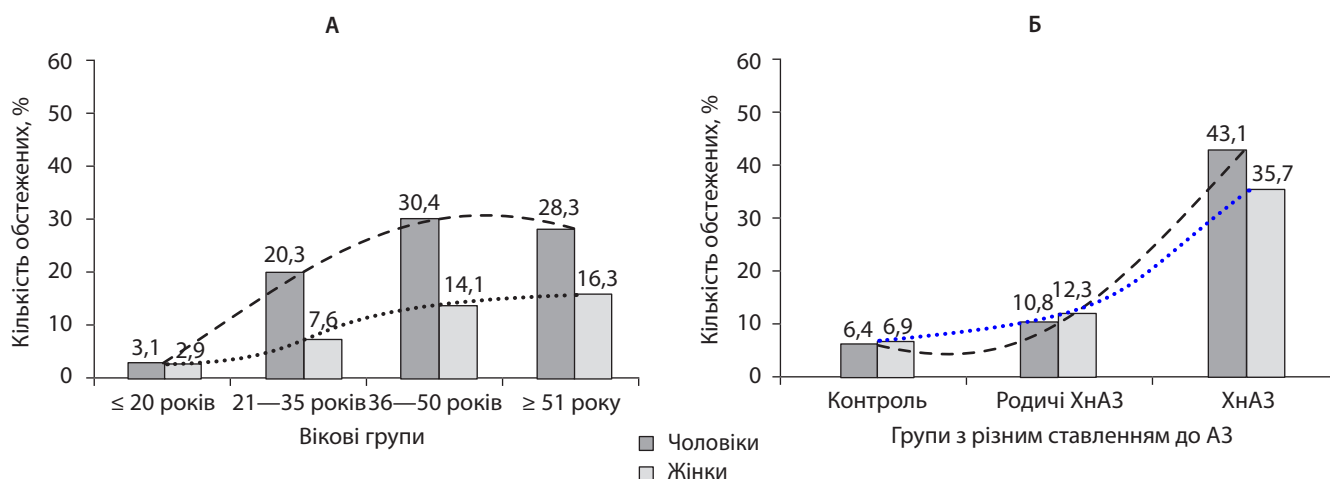 А
Кількість обстежених, %
60
50
40
30
20
10
0
3,1
2,9
20,3
7,6
30,4
14,1
28,3
16,3
≤ 20 років
21—35 років
36—50 років
≥ 51 року
Вікові групи
Б
Кількість обстежених, %
60
50
40
30
20
10
0
6,4
6,9
10,8
12,3
43,1
35,7
Контроль
Родичі ХнАЗ
ХнАЗ
Групи з різним ставленням до АЗ
Чоловіки
Жінки